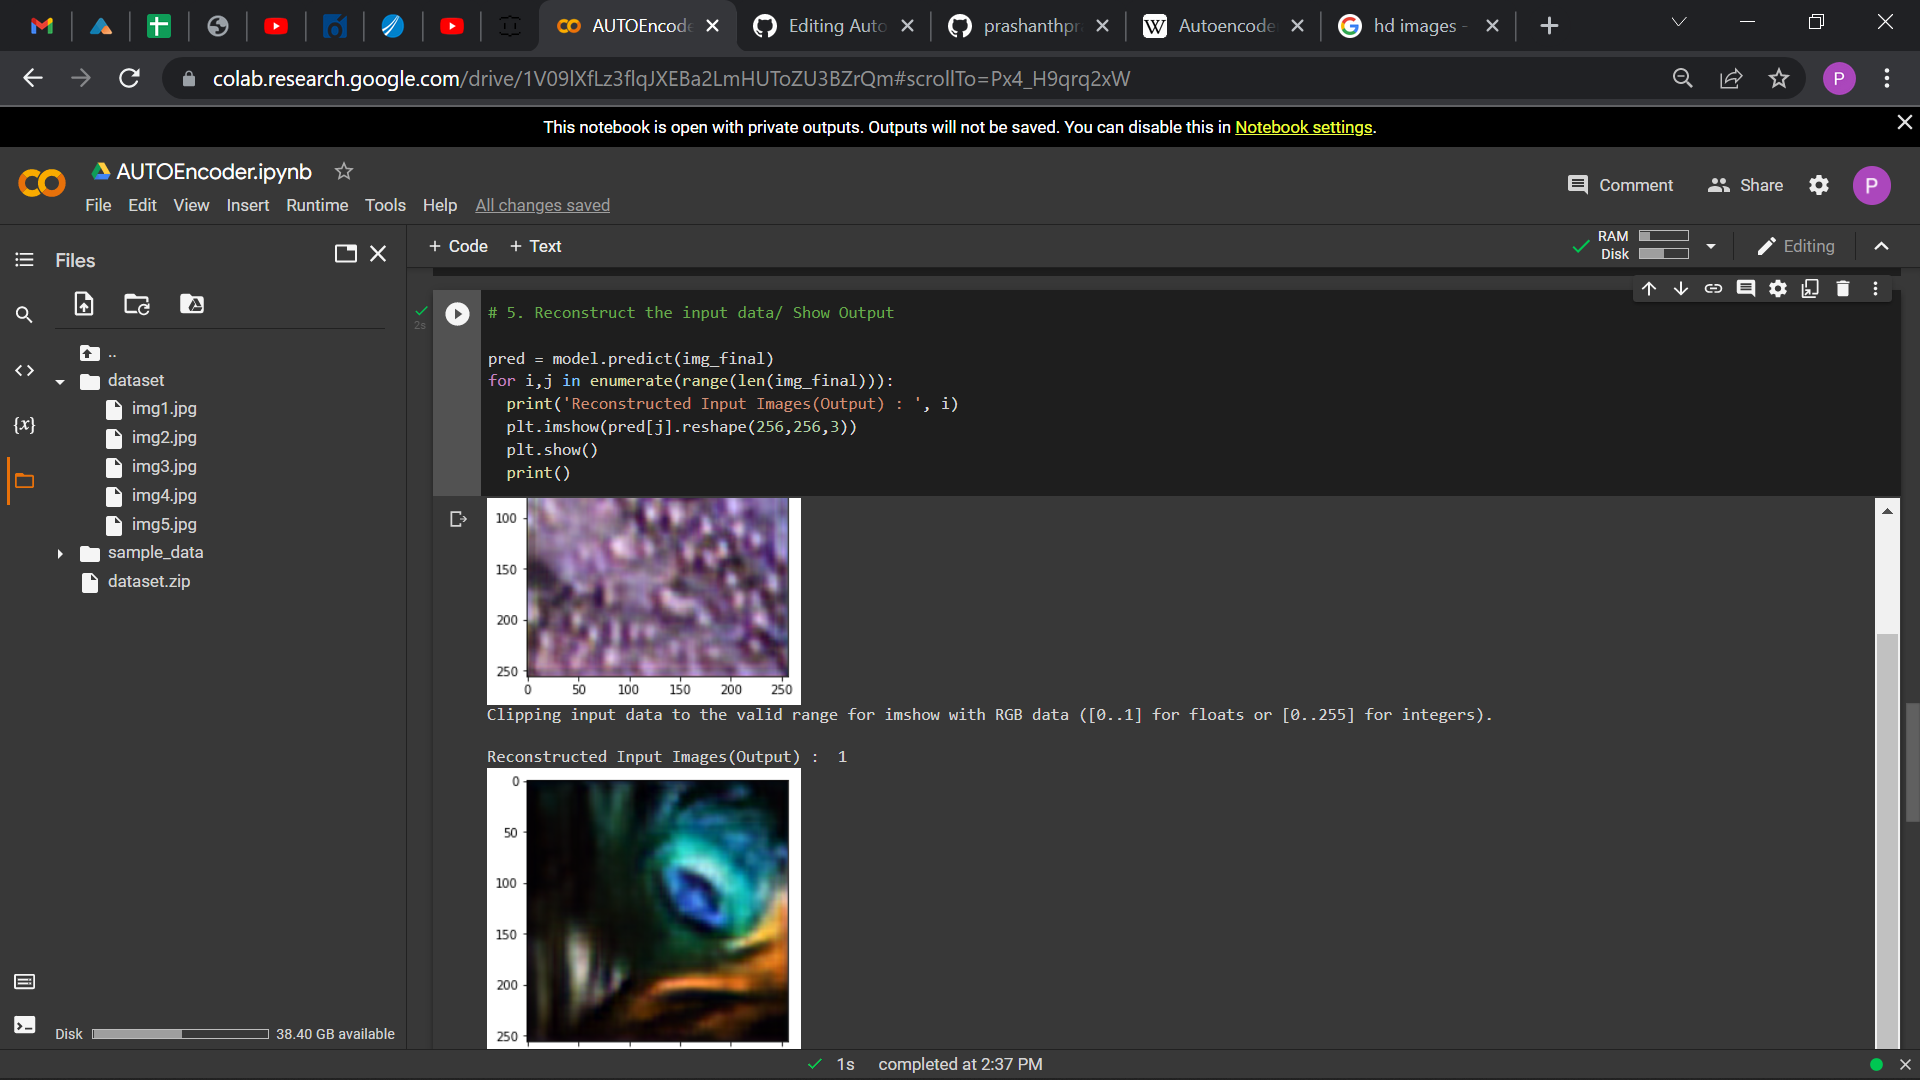 AUTOEncode
Editing Auto
prashanthpr
Autoencode
hd images -
colab.research.google.com/drive/1V09lXfLz3flqJXEBa2LmHUToZU3BZrQm#scrollTo=Px4_H9qrq2xW
P
This notebook is open with private outputs. Outputs will not be saved. You can disable this in Notebook settings.
AUTOEncoder.ipynb
Comment
Share
P
File Edit View Insert Runtime Tools Help All changes saved
Files
+ Code + Text
RAM
Disk
Editing
..
dataset
img1.jpg
img2.jpg
img3.jpg
img4.jpg
img5.jpg
sample_data
dataset.zip
Disk
38.40 GB available
2s
# 5. Reconstruct the input data/ Show Output
pred = model.predict(img_final)
for i,j in enumerate(range(len(img_final))):
print('Reconstructed Input Images(Output) : ', i)
plt.imshow(pred[j].reshape(256,256,3))
plt.show()
print()
100
150
200
250
0 50 100 150 200 250
Clipping input data to the valid range for imshow with RGB data ([0..1] for floats or [0..255] for integers).
Reconstructed Input Images(Output) :  1
0
50
100
150
200
250
1s completed at 2:37 PM